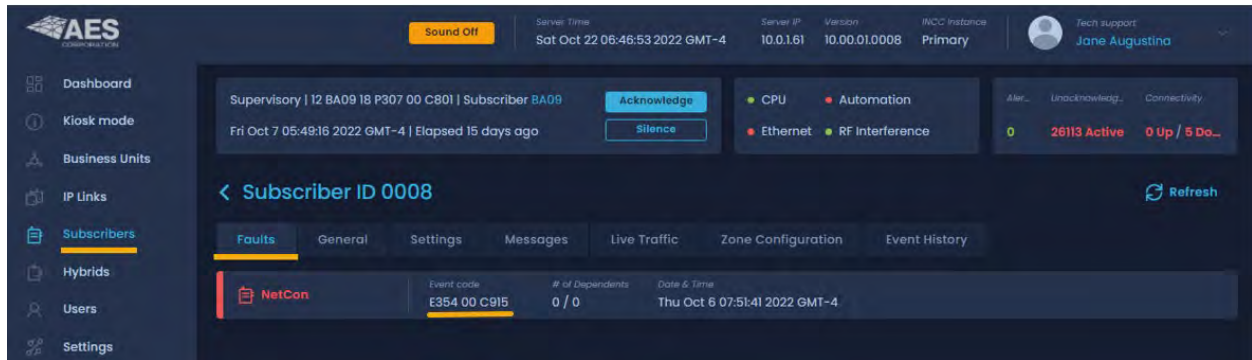 AES
CORPORATION
Sound Off
Server Time
Sat Oct 22 06:46:53 2022 GMT-4
Server IP
10.0.1.61
Version
10.00.01.0008
INCC Instance
Primary
Tech support
Jane Augustina
Dashboard
Kiosk mode
Business Units
IP Links
Subscribers
Hybrids
Users
Settings
Supervisory | 12 BA09 18 P307 00 C801 | Subscriber BA09
Acknowledge
Fri Oct 7 05:49:16 2022 GMT-4 | Elapsed 15 days ago
Silence
CPU
Automation
Ethernet
RF Interference
Aler...
Unacknowledg...
Connectivity
0
26113 Active
0 Up / 5 Do...
Subscriber ID 0008
Refresh
Faults
General
Settings
Messages
Live Traffic
Zone Configuration
Event History
NetCon
Event code
E354 00 C915
# of Dependents
0 / 0
Date & Time
Thu Oct 6 07:51:41 2022 GMT-4